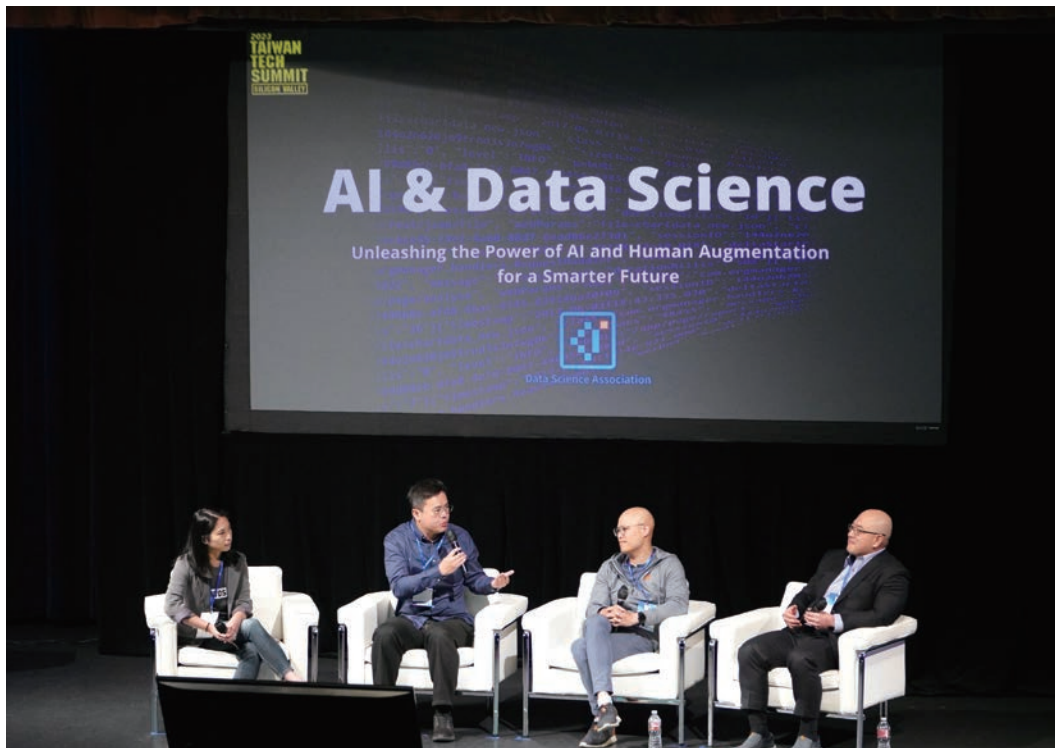 2023
TAIWAN
TECH
SUMMIT
SILICON VALLEY
AI & Data Science
Unleashing the Power of AI and Human Augmentation
for a Smarter Future
Data Science Association